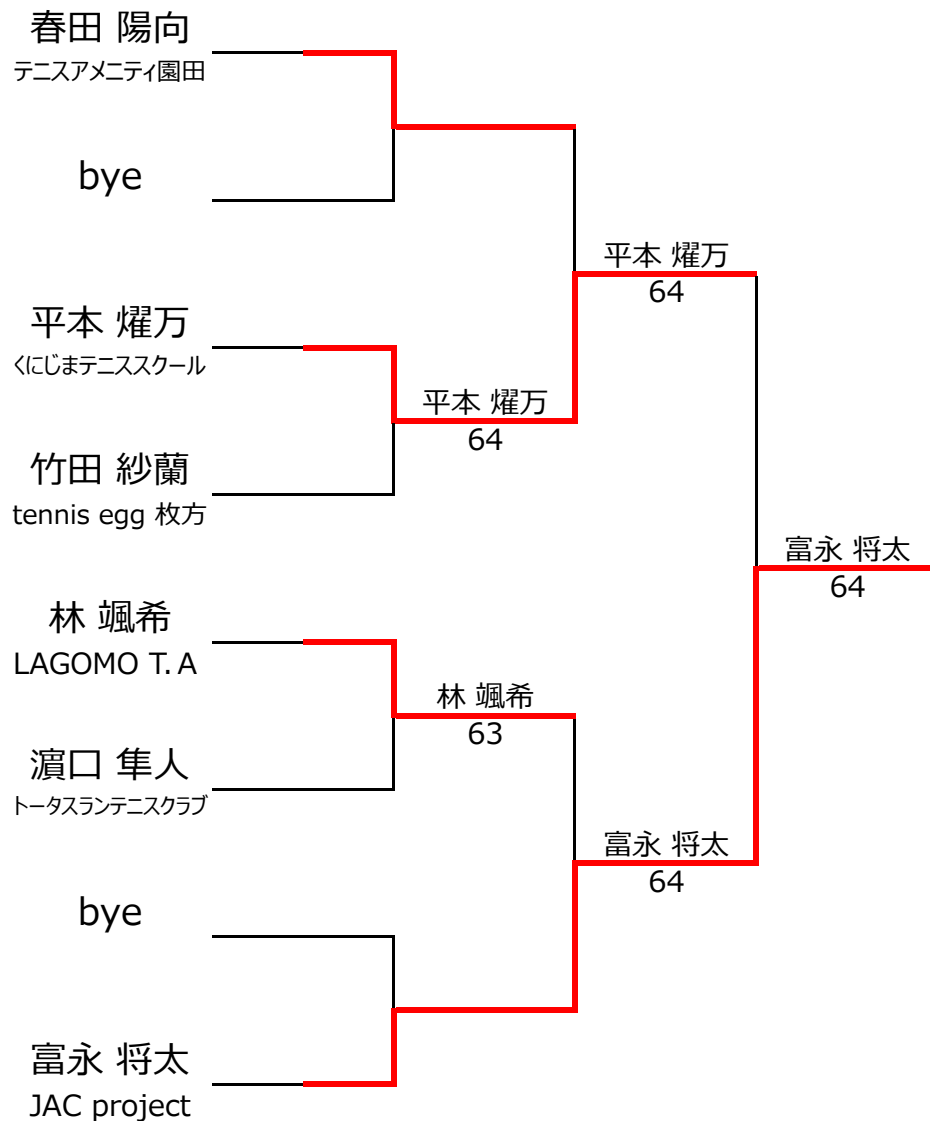 春田 陽向
テニスアメニティ園田
bye
平本 燿万
64
平本 燿万
くにじまテニススクール
平本 燿万
64
竹田 紗蘭
tennis egg 枚方
富永 将太
64
林 颯希
LAGOMO T. A
林 颯希
63
濵口 隼人
トータスランテニスクラブ
富永 将太
64
bye
富永 将太
JAC project